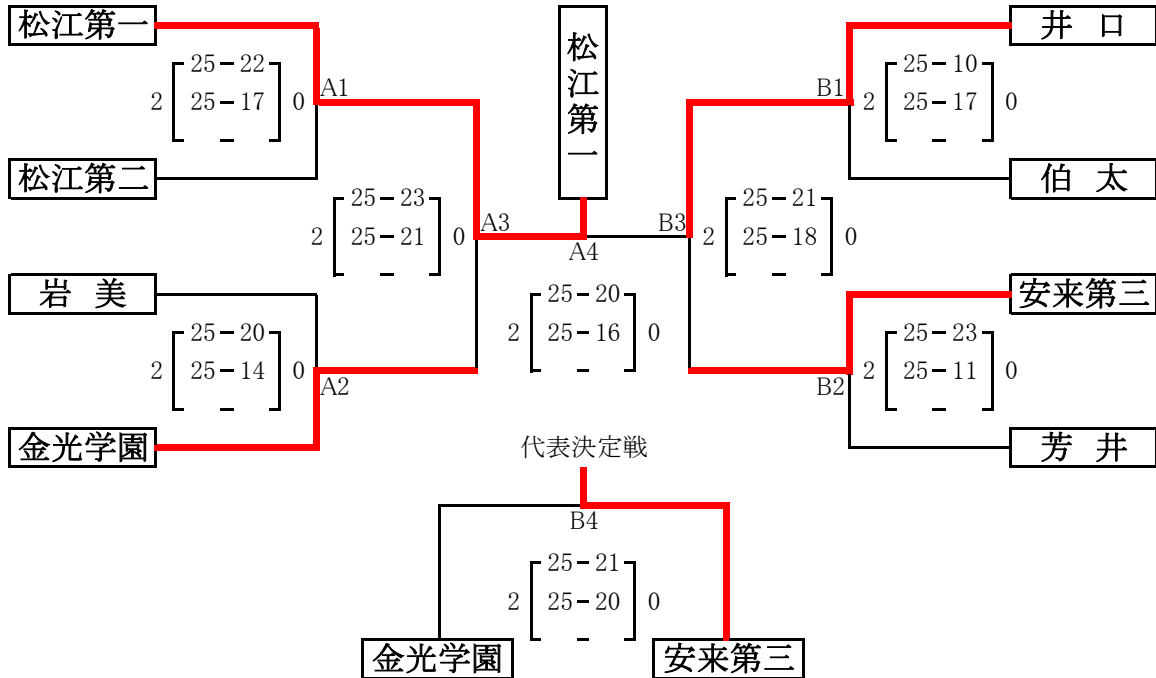 松江第一
松江第二
岩 美
金光学園
2 25-22 0
25-17
-
A1
2 25-20 0
25-14
-
A2
2 25-23 0
25-21
-
A3
松江第一
A4
2 25-20 0
25-16
-
井 口
伯 太
安来第三
芳 井
B1
2 25-10 0
25-17
-
B3
2 25-21 0
25-18
-
B2
2 25-23 0
25-11
-
代表決定戦
B4
2 25-21 0
25-20
-
金光学園
安来第三